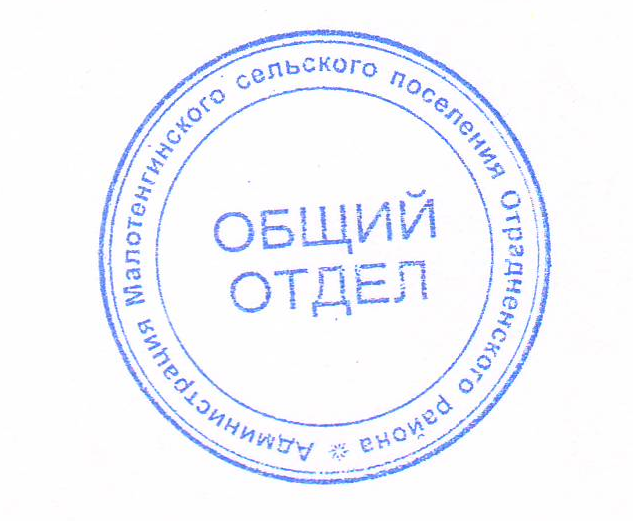 Администрация Малотенгинского сельского поселения Отрадненского района
ОБЩИЙ
ОТДЕЛ